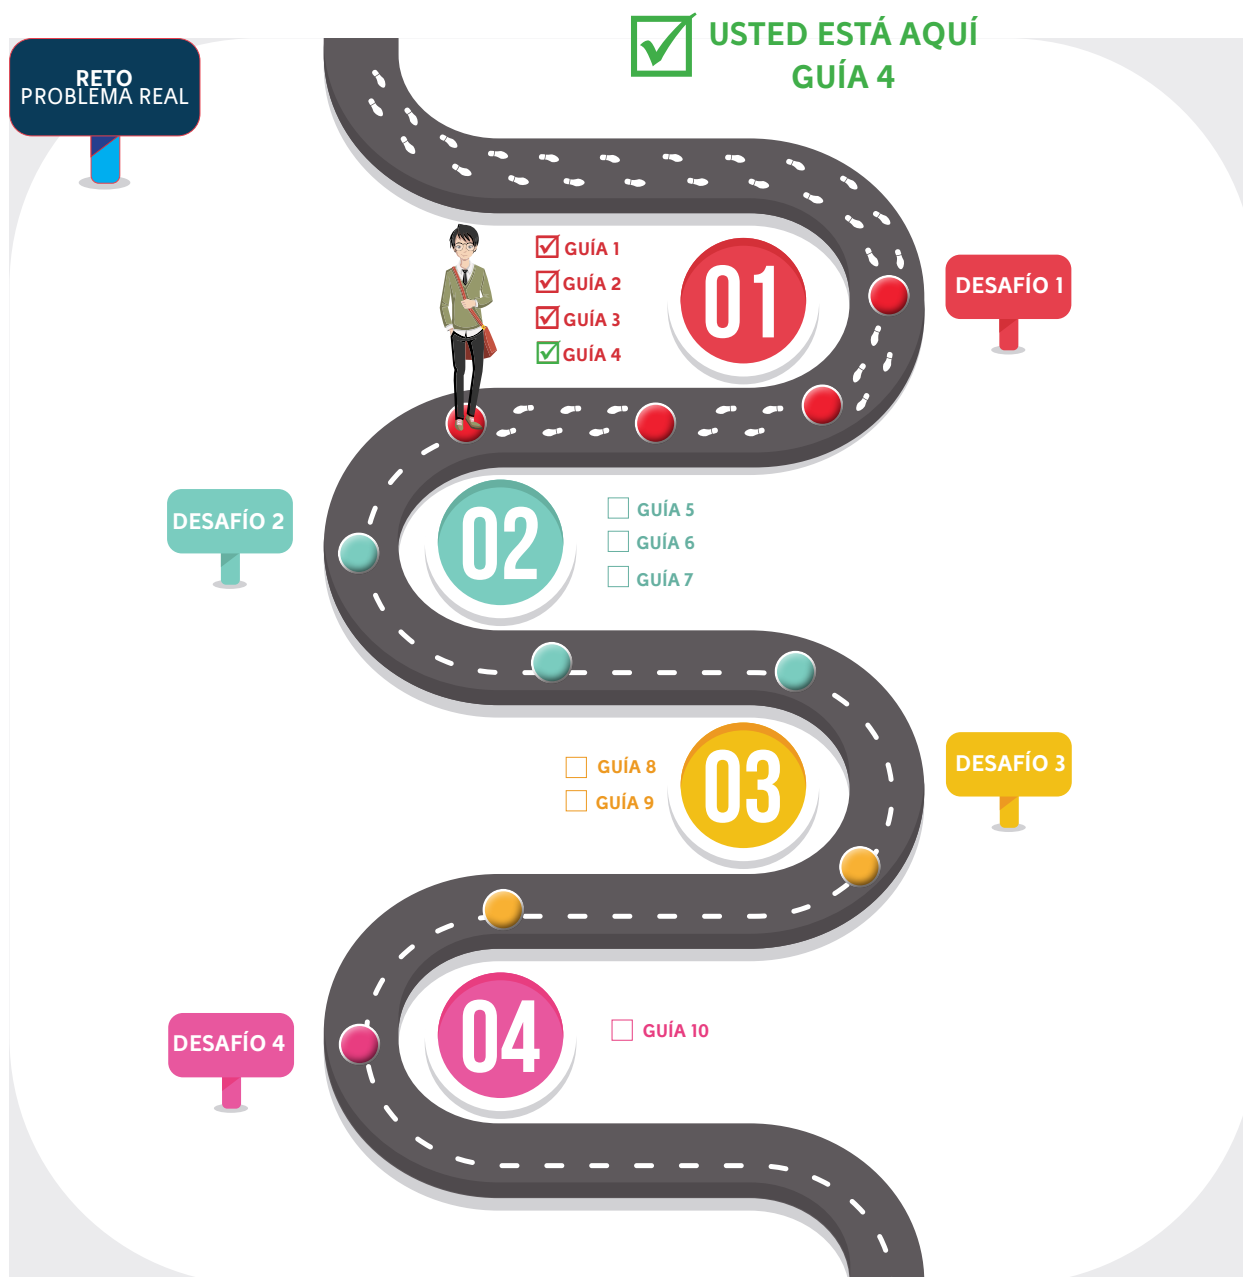 USTED ESTÁ AQUÍ
GUÍA 4
RETO
PROBLEMA REAL
GUÍA 1
GUÍA 2
GUÍA 3
GUÍA 4
01
DESAFÍO 1
DESAFÍO 2
02
GUÍA 5
GUÍA 6
GUÍA 7
GUÍA 8
GUÍA 9
03
DESAFÍO 3
DESAFÍO 4
04
GUÍA 10